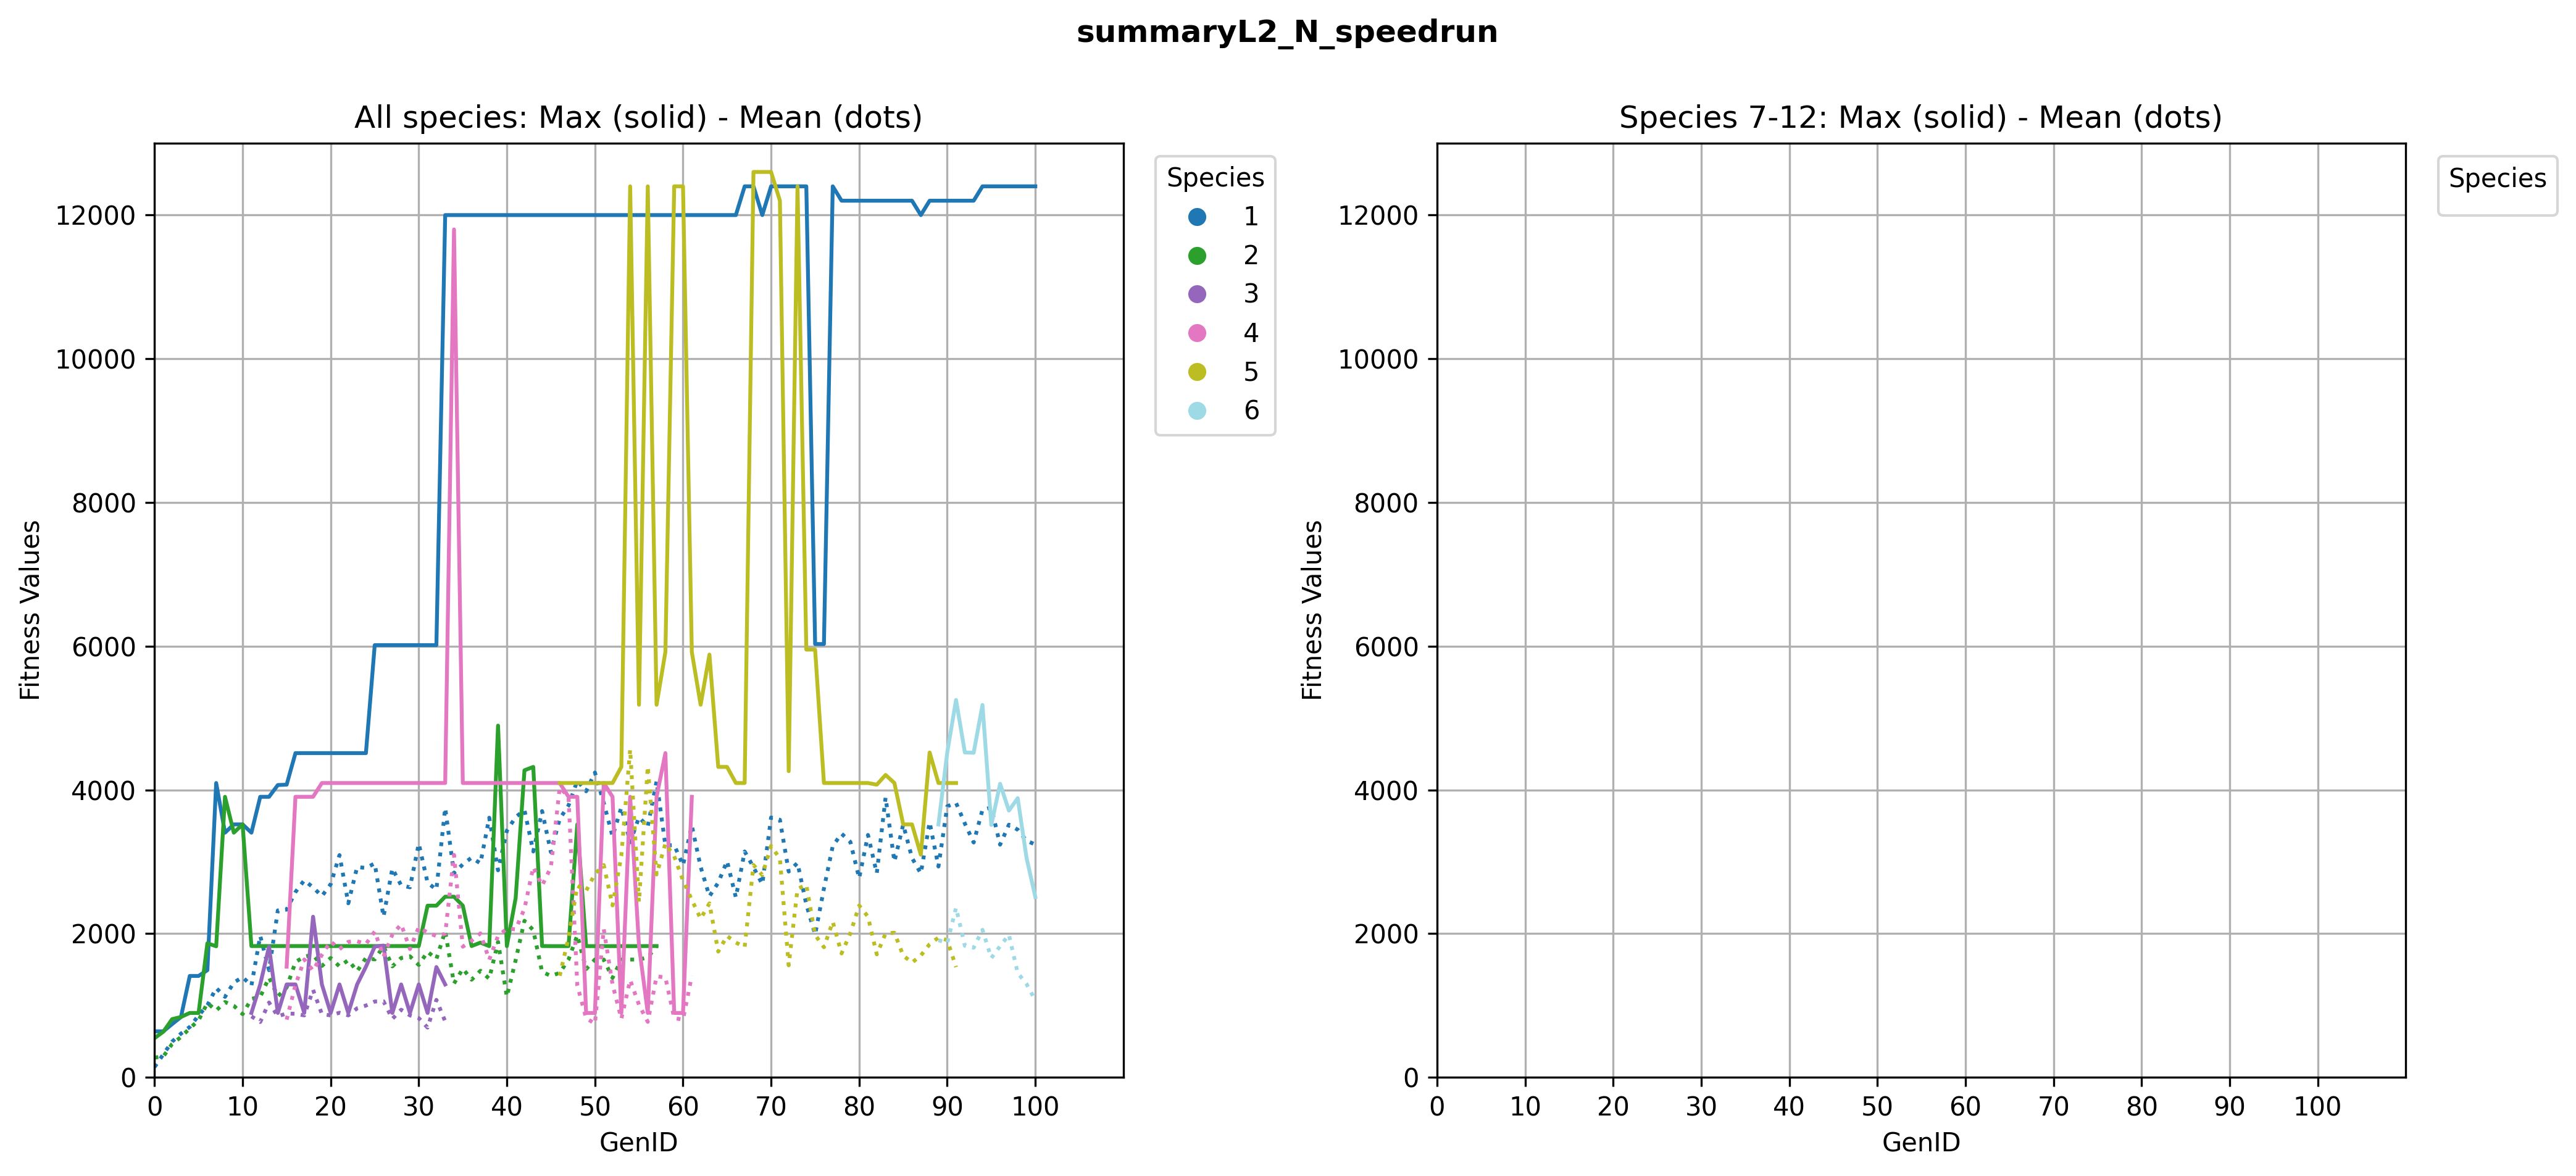 summaryL2_N_speedrun
All species: Max (solid) - Mean (dots)
Fitness Values
12000
10000
8000
6000
4000
2000
0
0 10 20 30 40 50 60 70 80 90 100
GenID
Species
1
2
3
4
5
6
Species 7-12: Max (solid) - Mean (dots)
Fitness Values
12000
10000
8000
6000
4000
2000
0
0 10 20 30 40 50 60 70 80 90 100
GenID
Species